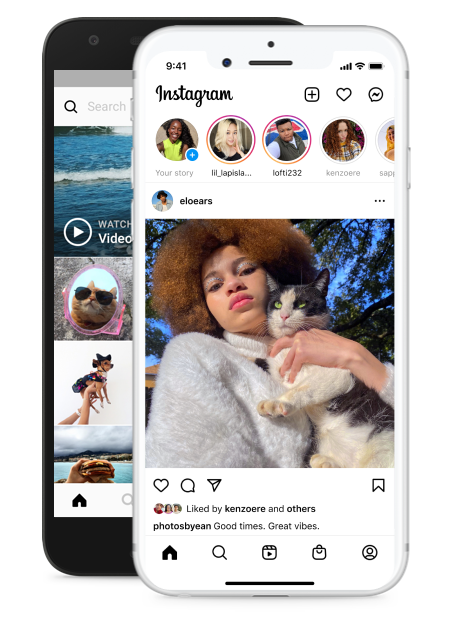 9:41
Instagram
Search
Your story
lil_lapisla...
lofti232
kenzoere
sapp
eloears
WATCH
Video
Liked by kenzoere and others
photosbyean Good times. Great vibes.